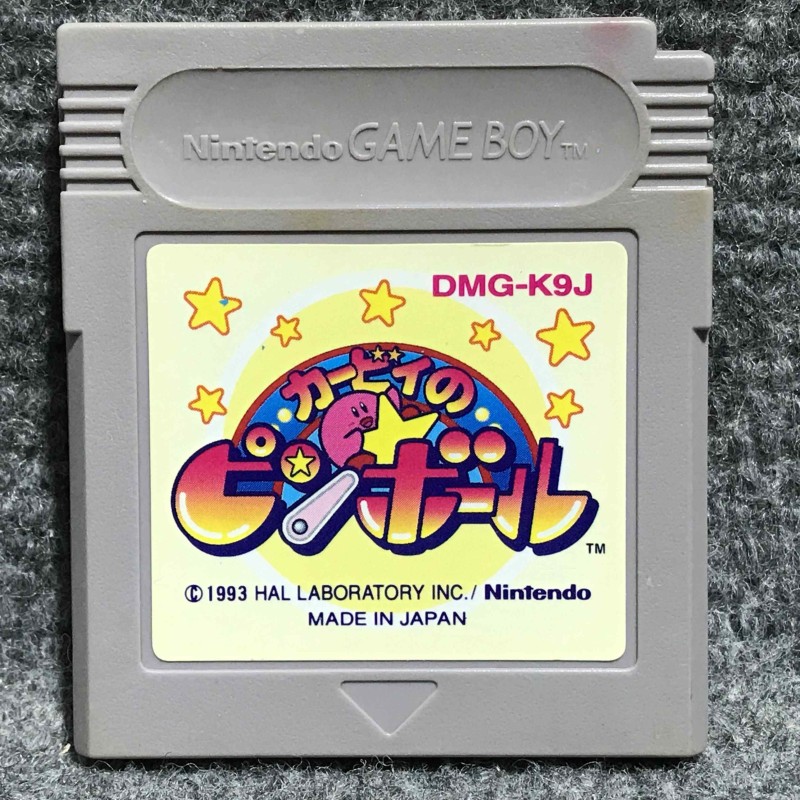 Nintendo GAME BOY TM
DMG-K9J
カービィの
ピンボール
TM
© 1993 HAL LABORATORY INC./ Nintendo
MADE IN JAPAN